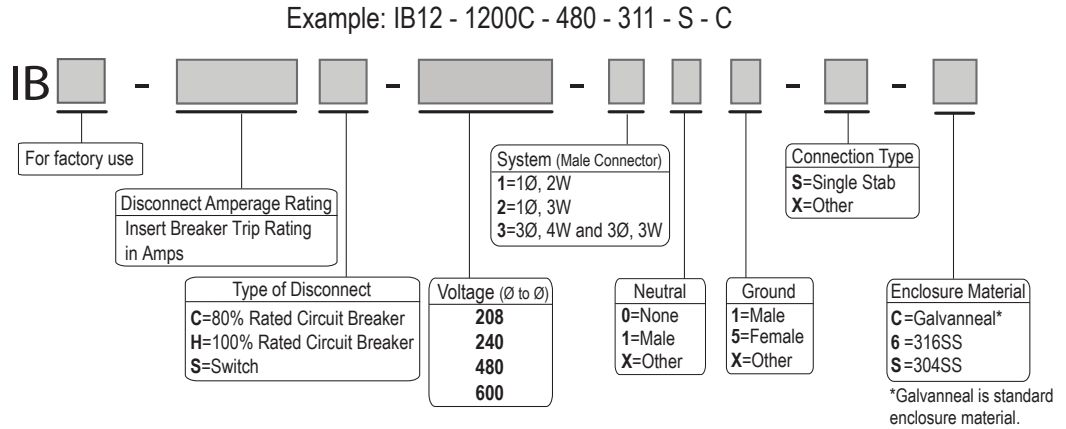 Example: IB12 - 1200C - 480 - 311 - S - C
IB - - - - -
For factory use
Disconnect Amperage Rating
Insert Breaker Trip Rating
in Amps
Type of Disconnect
C=80% Rated Circuit Breaker
H=100% Rated Circuit Breaker
S=Switch
Voltage (Ø to Ø)
208
240
480
600
System (Male Connector)
1=1Ø, 2W
2=1Ø, 3W
3=3Ø, 4W and 3Ø, 3W
Neutral
0=None
1=Male
X=Other
Ground
1=Male
5=Female
X=Other
Connection Type
S=Single Stab
X=Other
Enclosure Material
C=Galvanneal*
6 =316SS
S =304SS
*Galvanneal is standard
enclosure material.